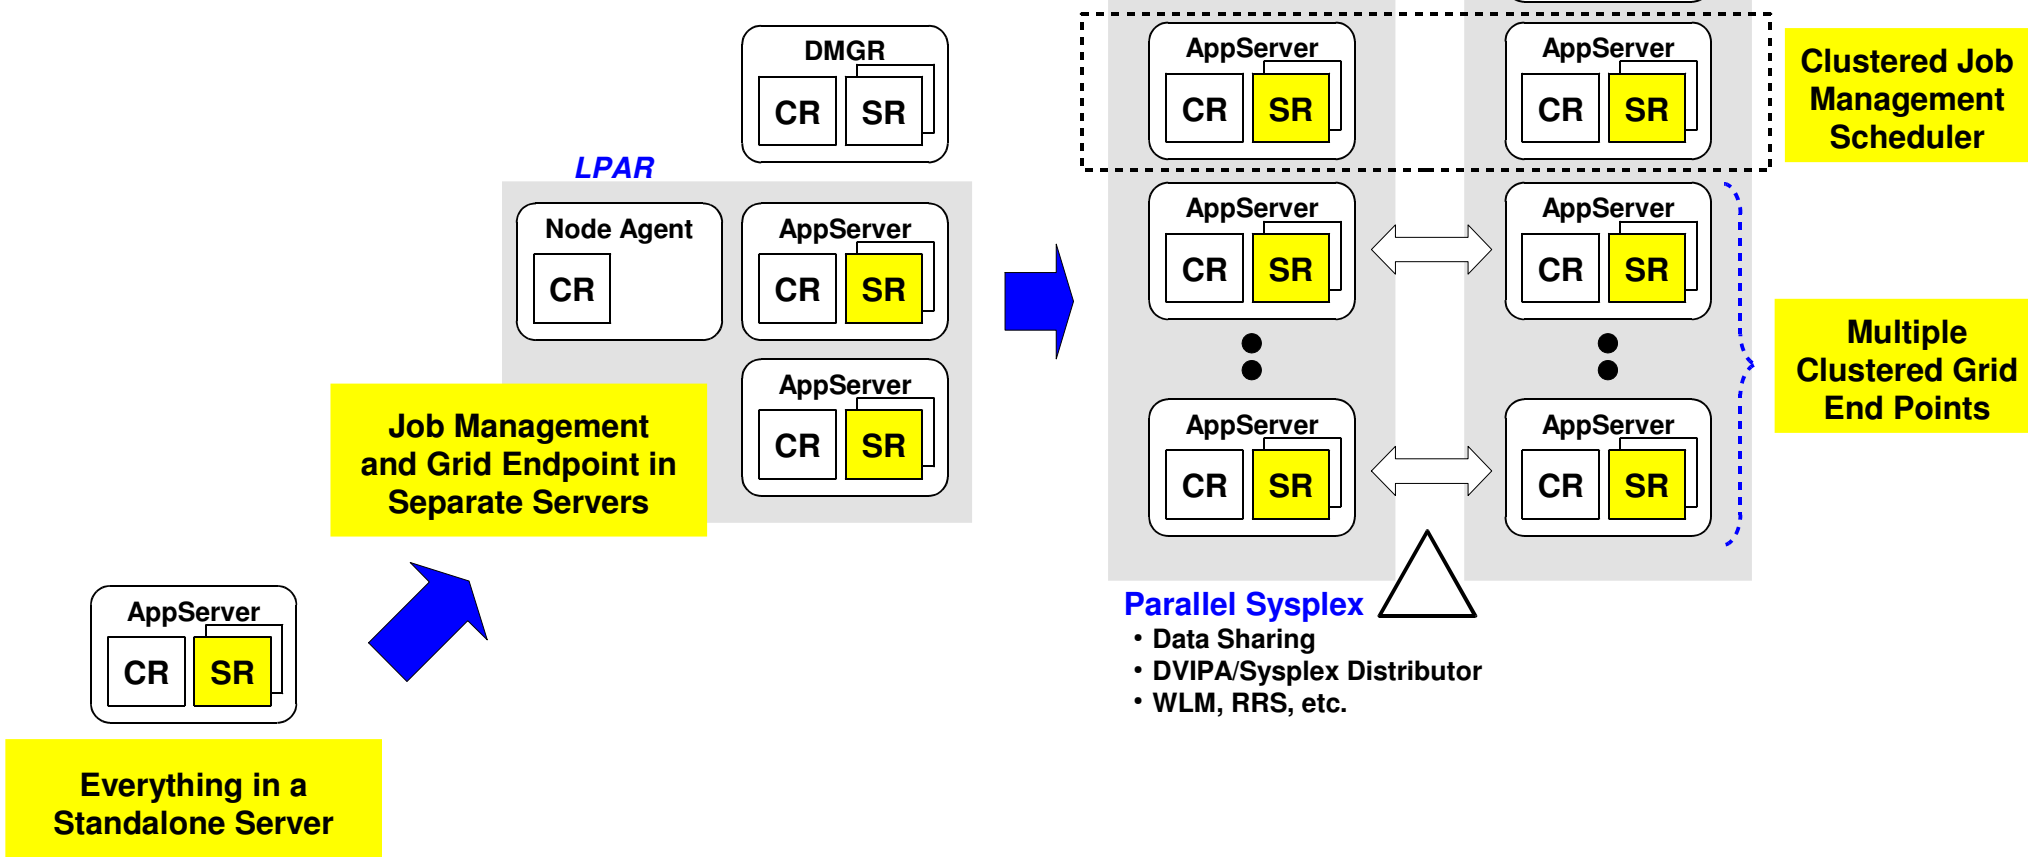 DMGR
CR
SR
LPAR
Node Agent
CR
AppServer
CR
SR
AppServer
CR
SR
Job Management
and Grid Endpoint in
Separate Servers
AppServer
CR
SR
Everything in a
Standalone Server
AppServer
CR
SR
AppServer
CR
SR
Clustered Job
Management
Scheduler
AppServer
CR
SR
AppServer
CR
SR
AppServer
CR
SR
AppServer
CR
SR
Multiple
Clustered Grid
End Points
Parallel Sysplex
• Data Sharing
• DVIPA/Sysplex Distributor
• WLM, RRS, etc.